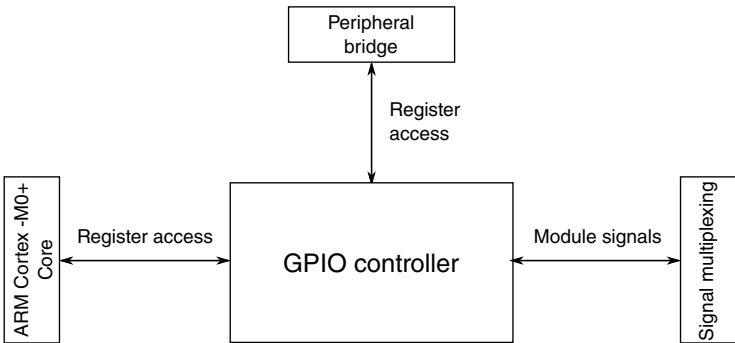 Peripheral
bridge
Register
access
ARM Cortex -M0+
Core
Register access
GPIO controller
Module signals
Signal multiplexing